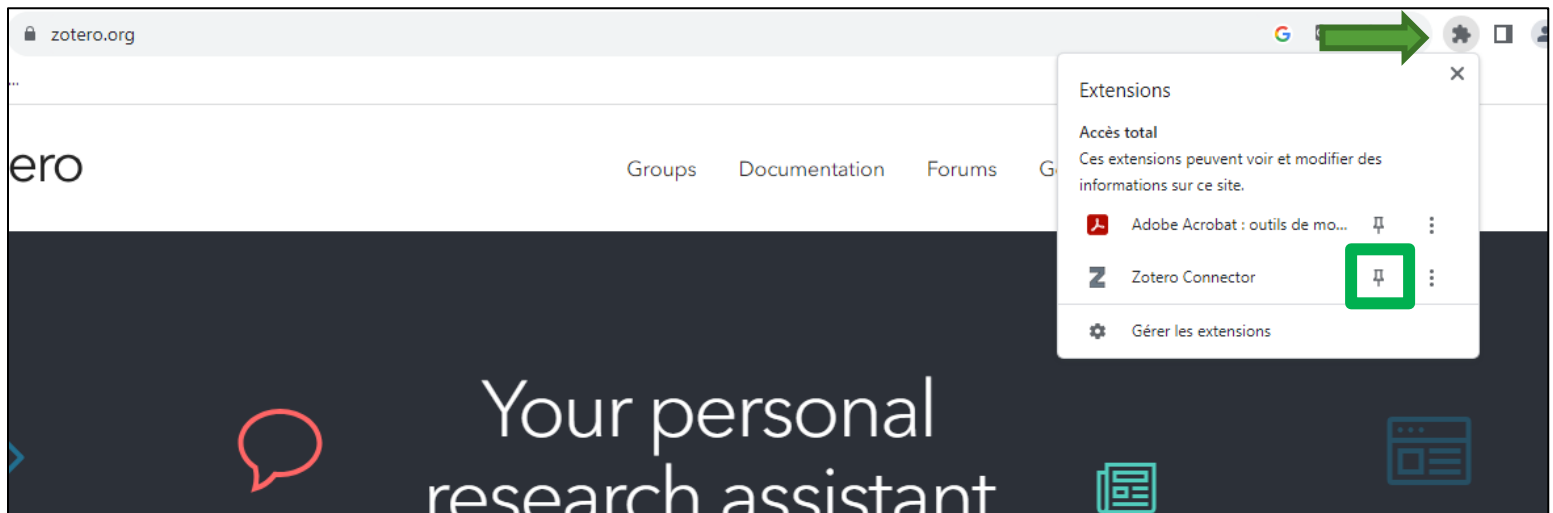 zotero.org
...
ero
Groups Documentation Forums
Extensions
Accès total
Ces extensions peuvent voir et modifier des
informations sur ce site.
Adobe Acrobat : outils de mo...
Zotero Connector
Gérer les extensions
Your personal
research assistant